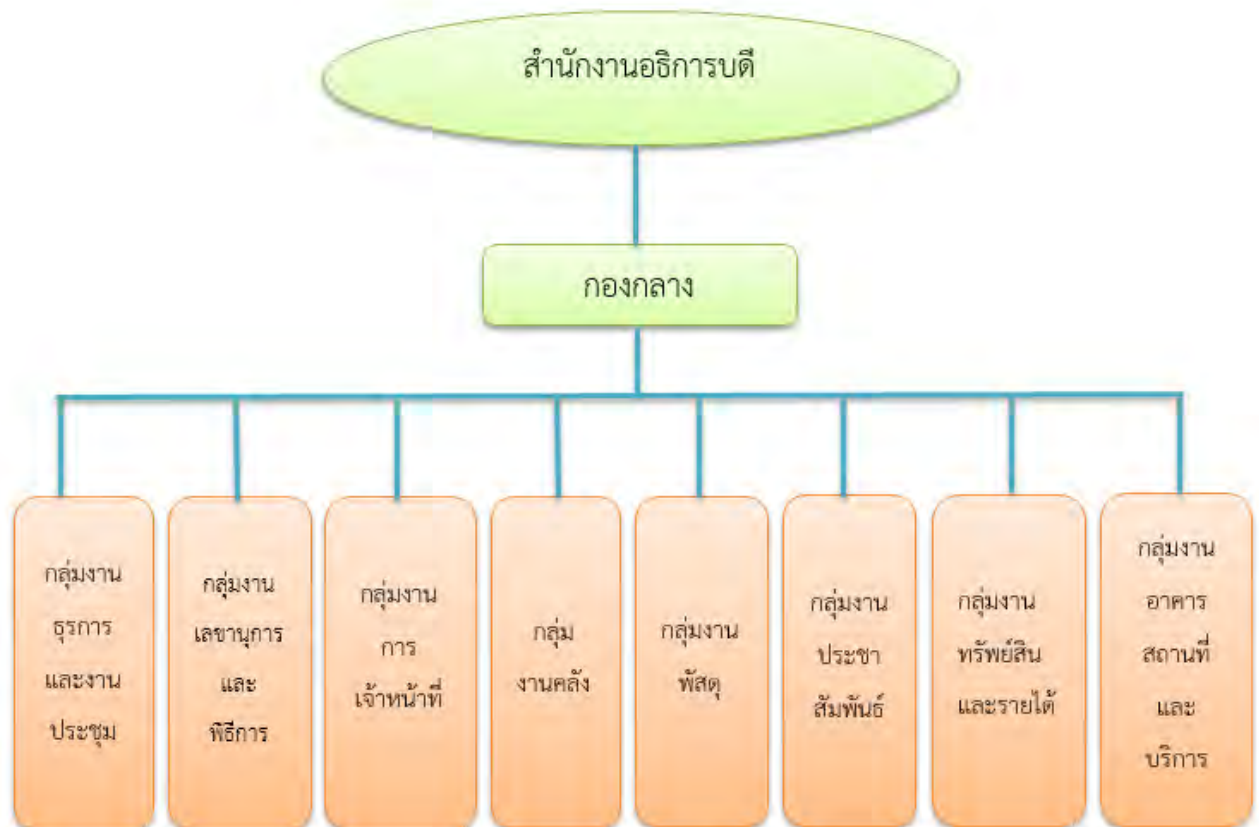 สำนักงานอธิการบดี
กองกลาง
กลุ่มงาน
ธุรการ
และงาน
ประชุม
กลุ่มงาน
เลขานุการ
และ
พิธีการ
กลุ่มงาน
การ
เจ้าหน้าที่
กลุ่ม
งานคลัง
กลุ่มงาน
พัสดุ
กลุ่มงาน
ประชา
สัมพันธ์
กลุ่มงาน
ทรัพย์สิน
และรายได้
กลุ่มงาน
อาคาร
สถานที่
และ
บริการ